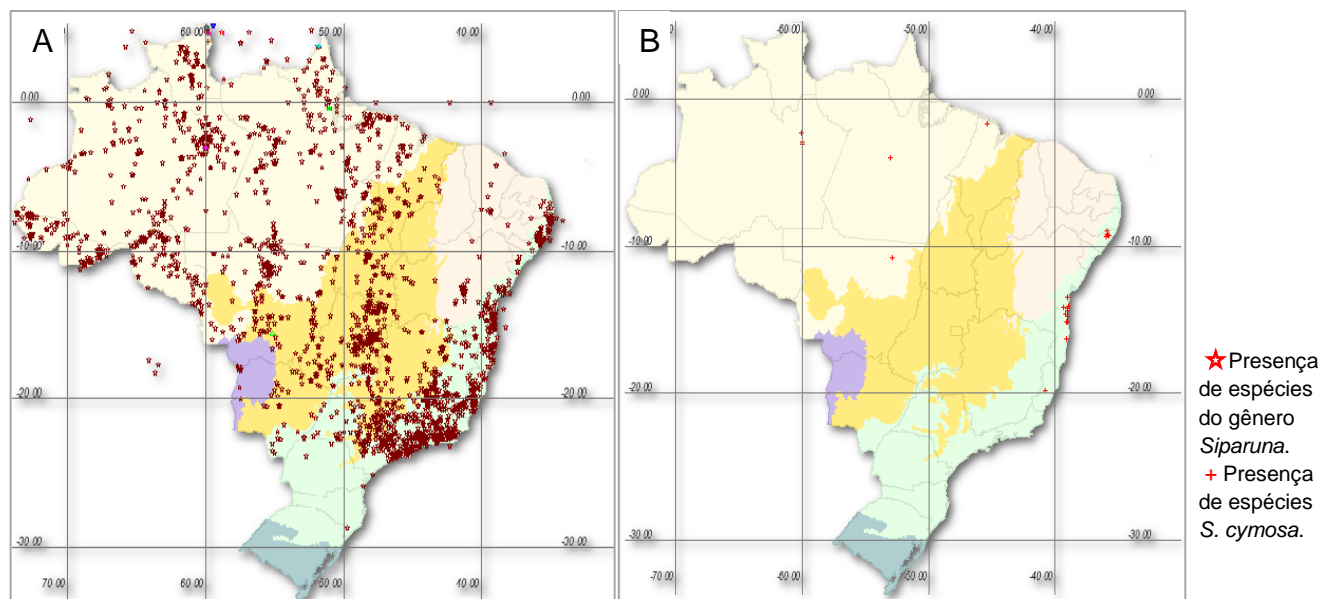 A
60.00 50.00 40.00
0.00 0.00
-10.00 -10.00
-20.00 -20.00
-30.00 -30.00
70.00 60.00 50.00 40.00
B
-60.00 -50.00 -40.00
0.00 0.00
-10.00 -10.00
-20.00 -20.00
-30.00 -30.00
-70.00 -60.00 -50.00 -40.00
Presença
de espécies
do gênero
Siparuna.
Presença
de espécies
S. cymosa.